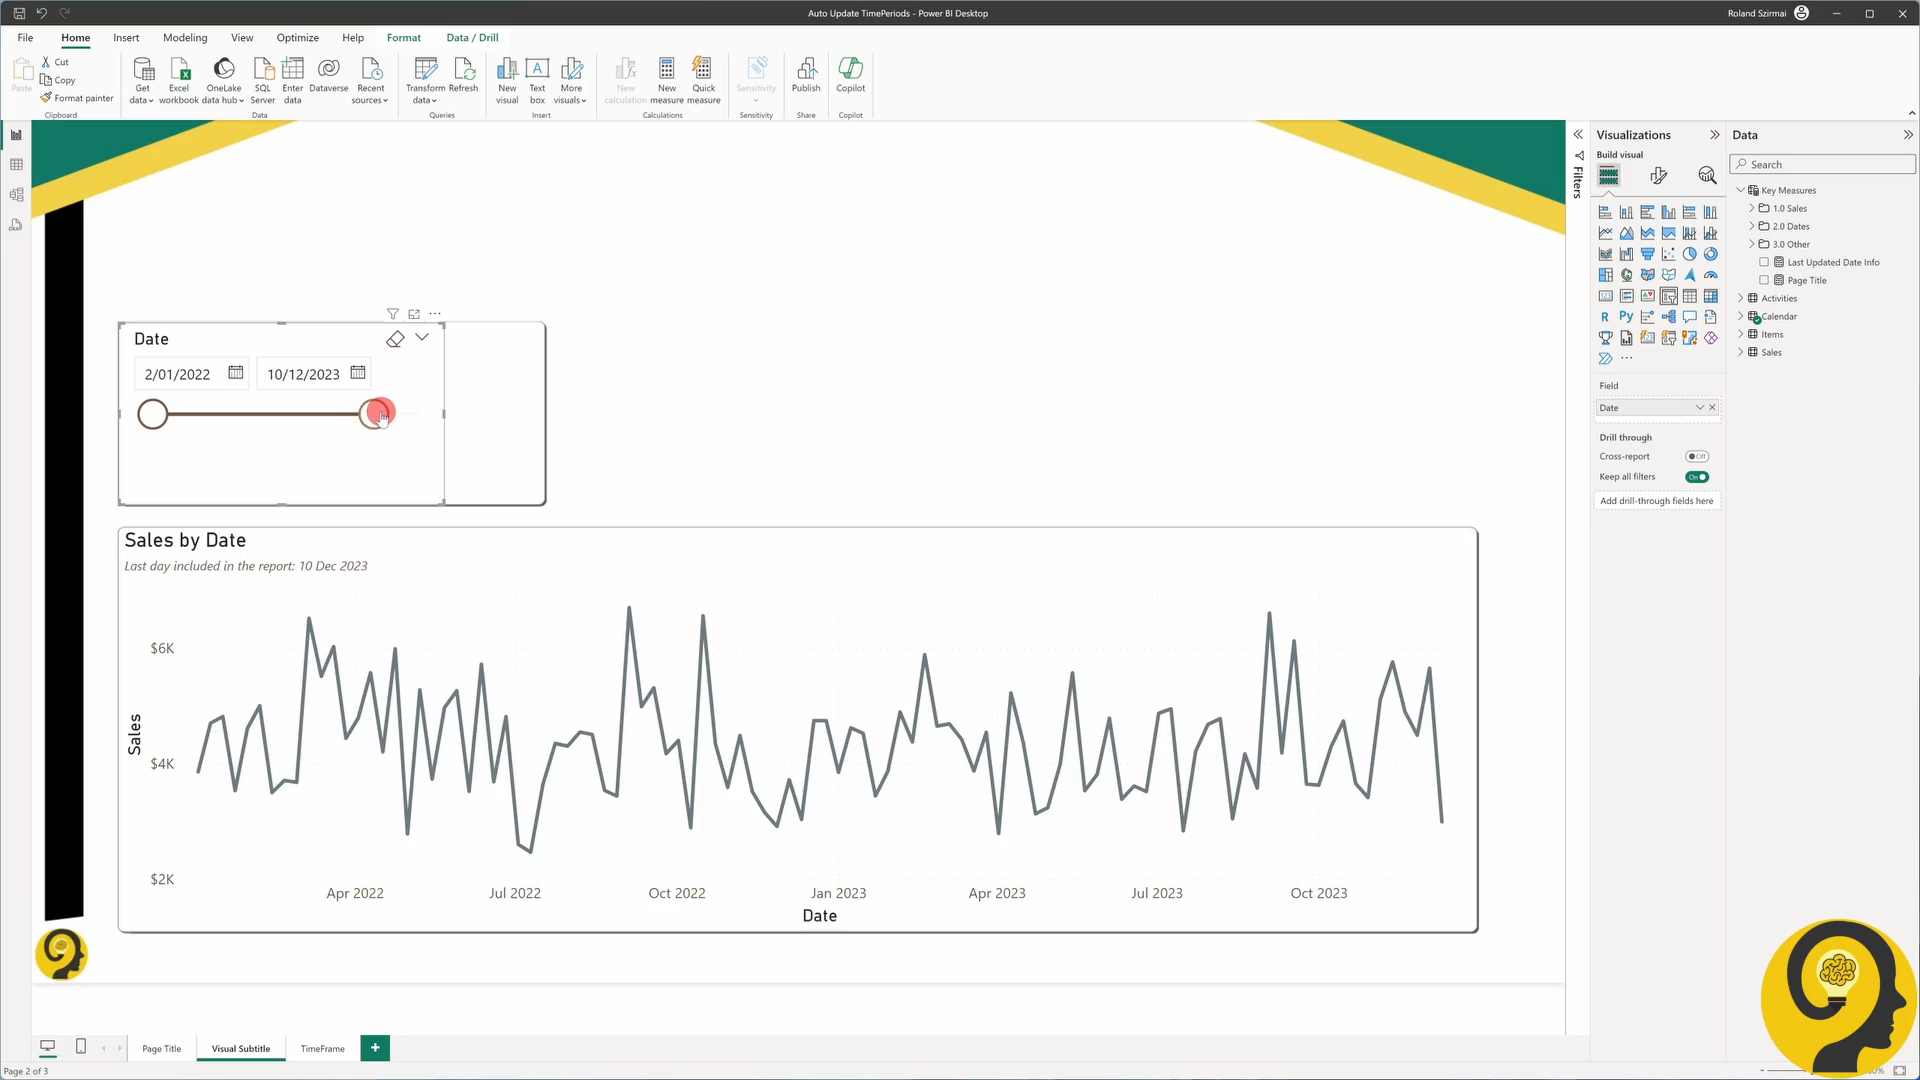 Auto Update TimePeriods - Power BI Desktop
Roland Szirmai
File Home Insert Modeling View Optimize Help Format Data / Drill
Paste
Cut
Copy
Format painter
Clipboard
Get data
Excel workbook
OneLake data hub
SQL Server
Enter data
Dataverse
Recent sources
Data
Transform data
Refresh
Queries
New visual
Text box
More visuals
Insert
New calculation
New measure
Quick measure
Calculations
Sensitivity
Sensitivity
Publish
Share
Copilot
Copilot
Date
2/01/2022
10/12/2023
Sales by Date
Last day included in the report: 10 Dec 2023
Sales
$6K
$4K
$2K
Apr 2022 Jul 2022 Oct 2022 Jan 2023 Apr 2023 Jul 2023 Oct 2023
Date
Filters
Visualizations
Build visual
R Py
Field
Date
Drill through
Cross-report
Off
Keep all filters
On
Add drill-through fields here
Data
Search
Key Measures
1.0 Sales
2.0 Dates
3.0 Other
Last Updated Date Info
Page Title
Activities
Calendar
Items
Sales
Page Title Visual Subtitle TimeFrame
Page 2 of 3